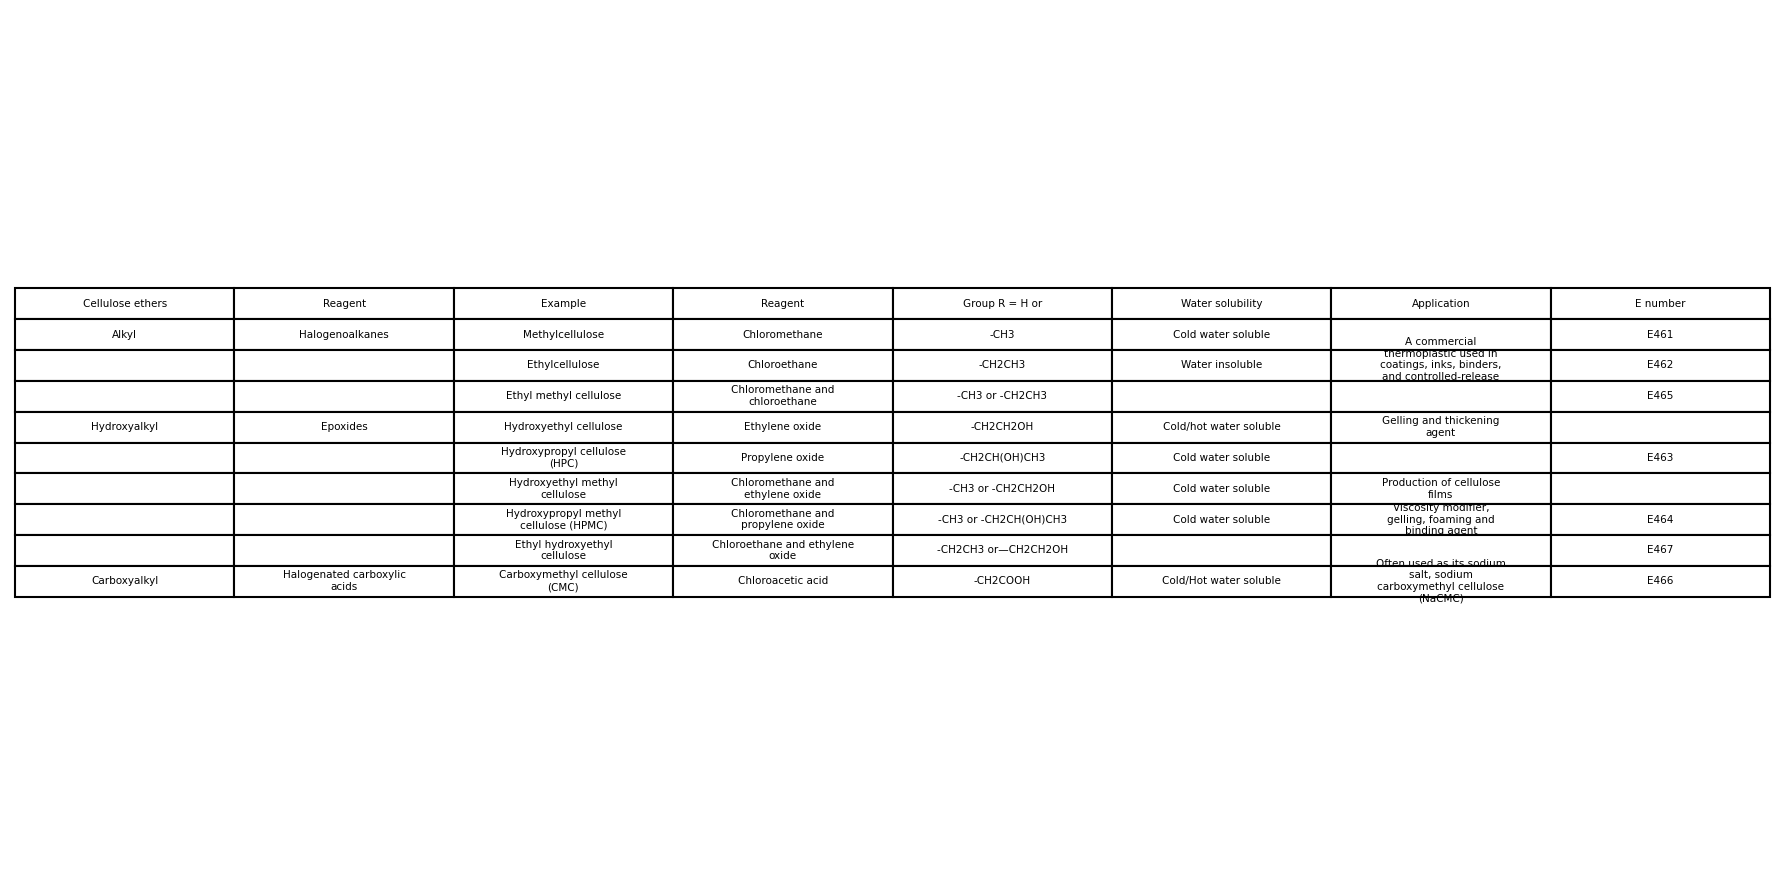 Cellulose ethers Reagent Example Reagent Group R = H or Water solubility Application E number
Alkyl Halogenoalkanes Methylcellulose Chloromethane -CH3 Cold water soluble E461
Ethylcellulose Chloroethane -CH2CH3 Water insoluble A commercial
thermoplastic used in
coatings, inks, binders,
and controlled-release E462
Ethyl methyl cellulose Chloromethane and
chloroethane -CH3 or -CH2CH3 E465
Hydroxyalkyl Epoxides Hydroxyethyl cellulose Ethylene oxide -CH2CH2OH Cold/hot water soluble Gelling and thickening
agent
Hydroxypropyl cellulose
(HPC) Propylene oxide -CH2CH(OH)CH3 Cold water soluble E463
Hydroxyethyl methyl
cellulose Chloromethane and
ethylene oxide -CH3 or -CH2CH2OH Cold water soluble Production of cellulose
films
Hydroxypropyl methyl
cellulose (HPMC) Chloromethane and
propylene oxide -CH3 or -CH2CH(OH)CH3 Cold water soluble Viscosity modifier,
gelling, foaming and
binding agent E464
Ethyl hydroxyethyl
cellulose Chloroethane and ethylene
oxide -CH2CH3 or—CH2CH2OH E467
Carboxyalkyl Halogenated carboxylic
acids Carboxymethyl cellulose
(CMC) Chloroacetic acid -CH2COOH Cold/Hot water soluble Often used as its sodium
salt, sodium
carboxymethyl cellulose
(NaCMC) E466